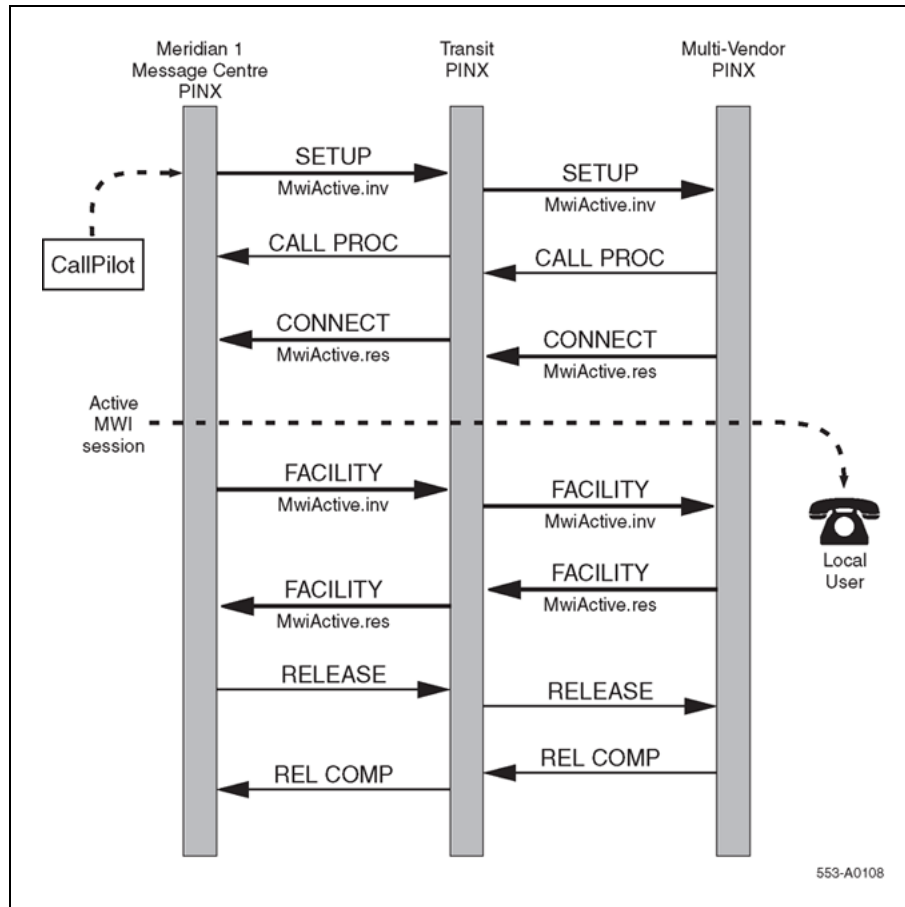 Meridian 1
Message Centre
PINX
Transit
PINX
Multi-Vendor
PINX
SETUP
MwiActive.inv
SETUP
MwiActive.inv
CallPilot
CALL PROC
CALL PROC
CONNECT
MwiActive.res
CONNECT
MwiActive.res
Active
MWI
session
FACILITY
MwiActive.inv
FACILITY
MwiActive.inv
Local
User
FACILITY
MwiActive.res
FACILITY
MwiActive.res
RELEASE
RELEASE
REL COMP
REL COMP
553-A0108